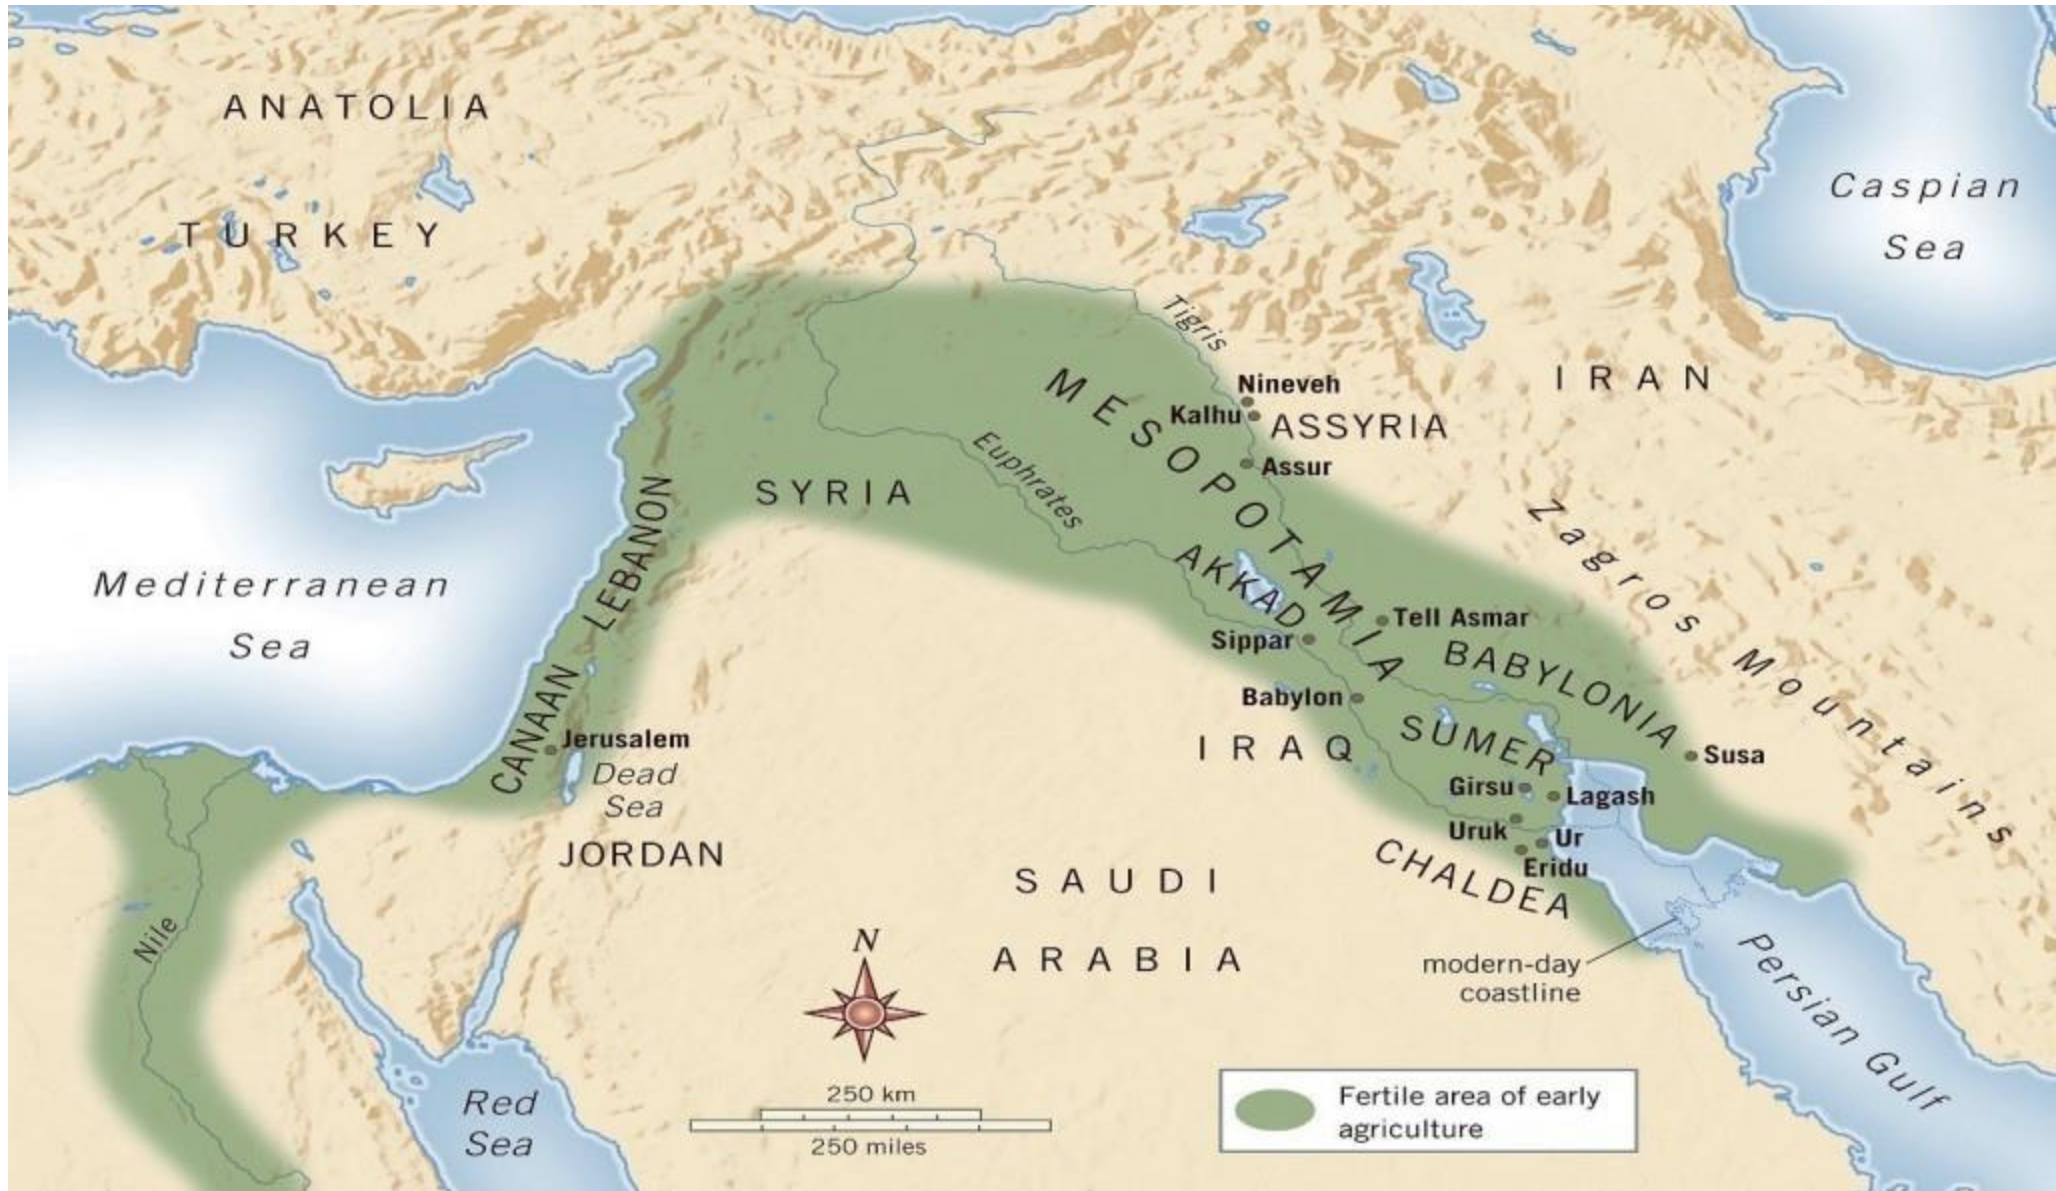 ANATOLIA
TURKEY
Caspian
Sea
Tigris
IRAN
MESOPOTAMIA
Nineveh
Kalhu
ASSYRIA
Assur
Euphrates
SYRIA
LEBANON
Zagros Mountains
Mediterranean
Sea
AKKAD
Tell Asmar
Sippar
BABYLONIA
CANAAN
Babylon
Jerusalem
Dead
Sea
IRAQ
SUMER
Susa
Girsu
Lagash
Uruk
Ur
Eridu
JORDAN
CHALDEA
SAUDI
ARABIA
Nile
N
modern-day
coastline
Persian Gulf
Red
Sea
250 km
250 miles
Fertile area of early
agriculture